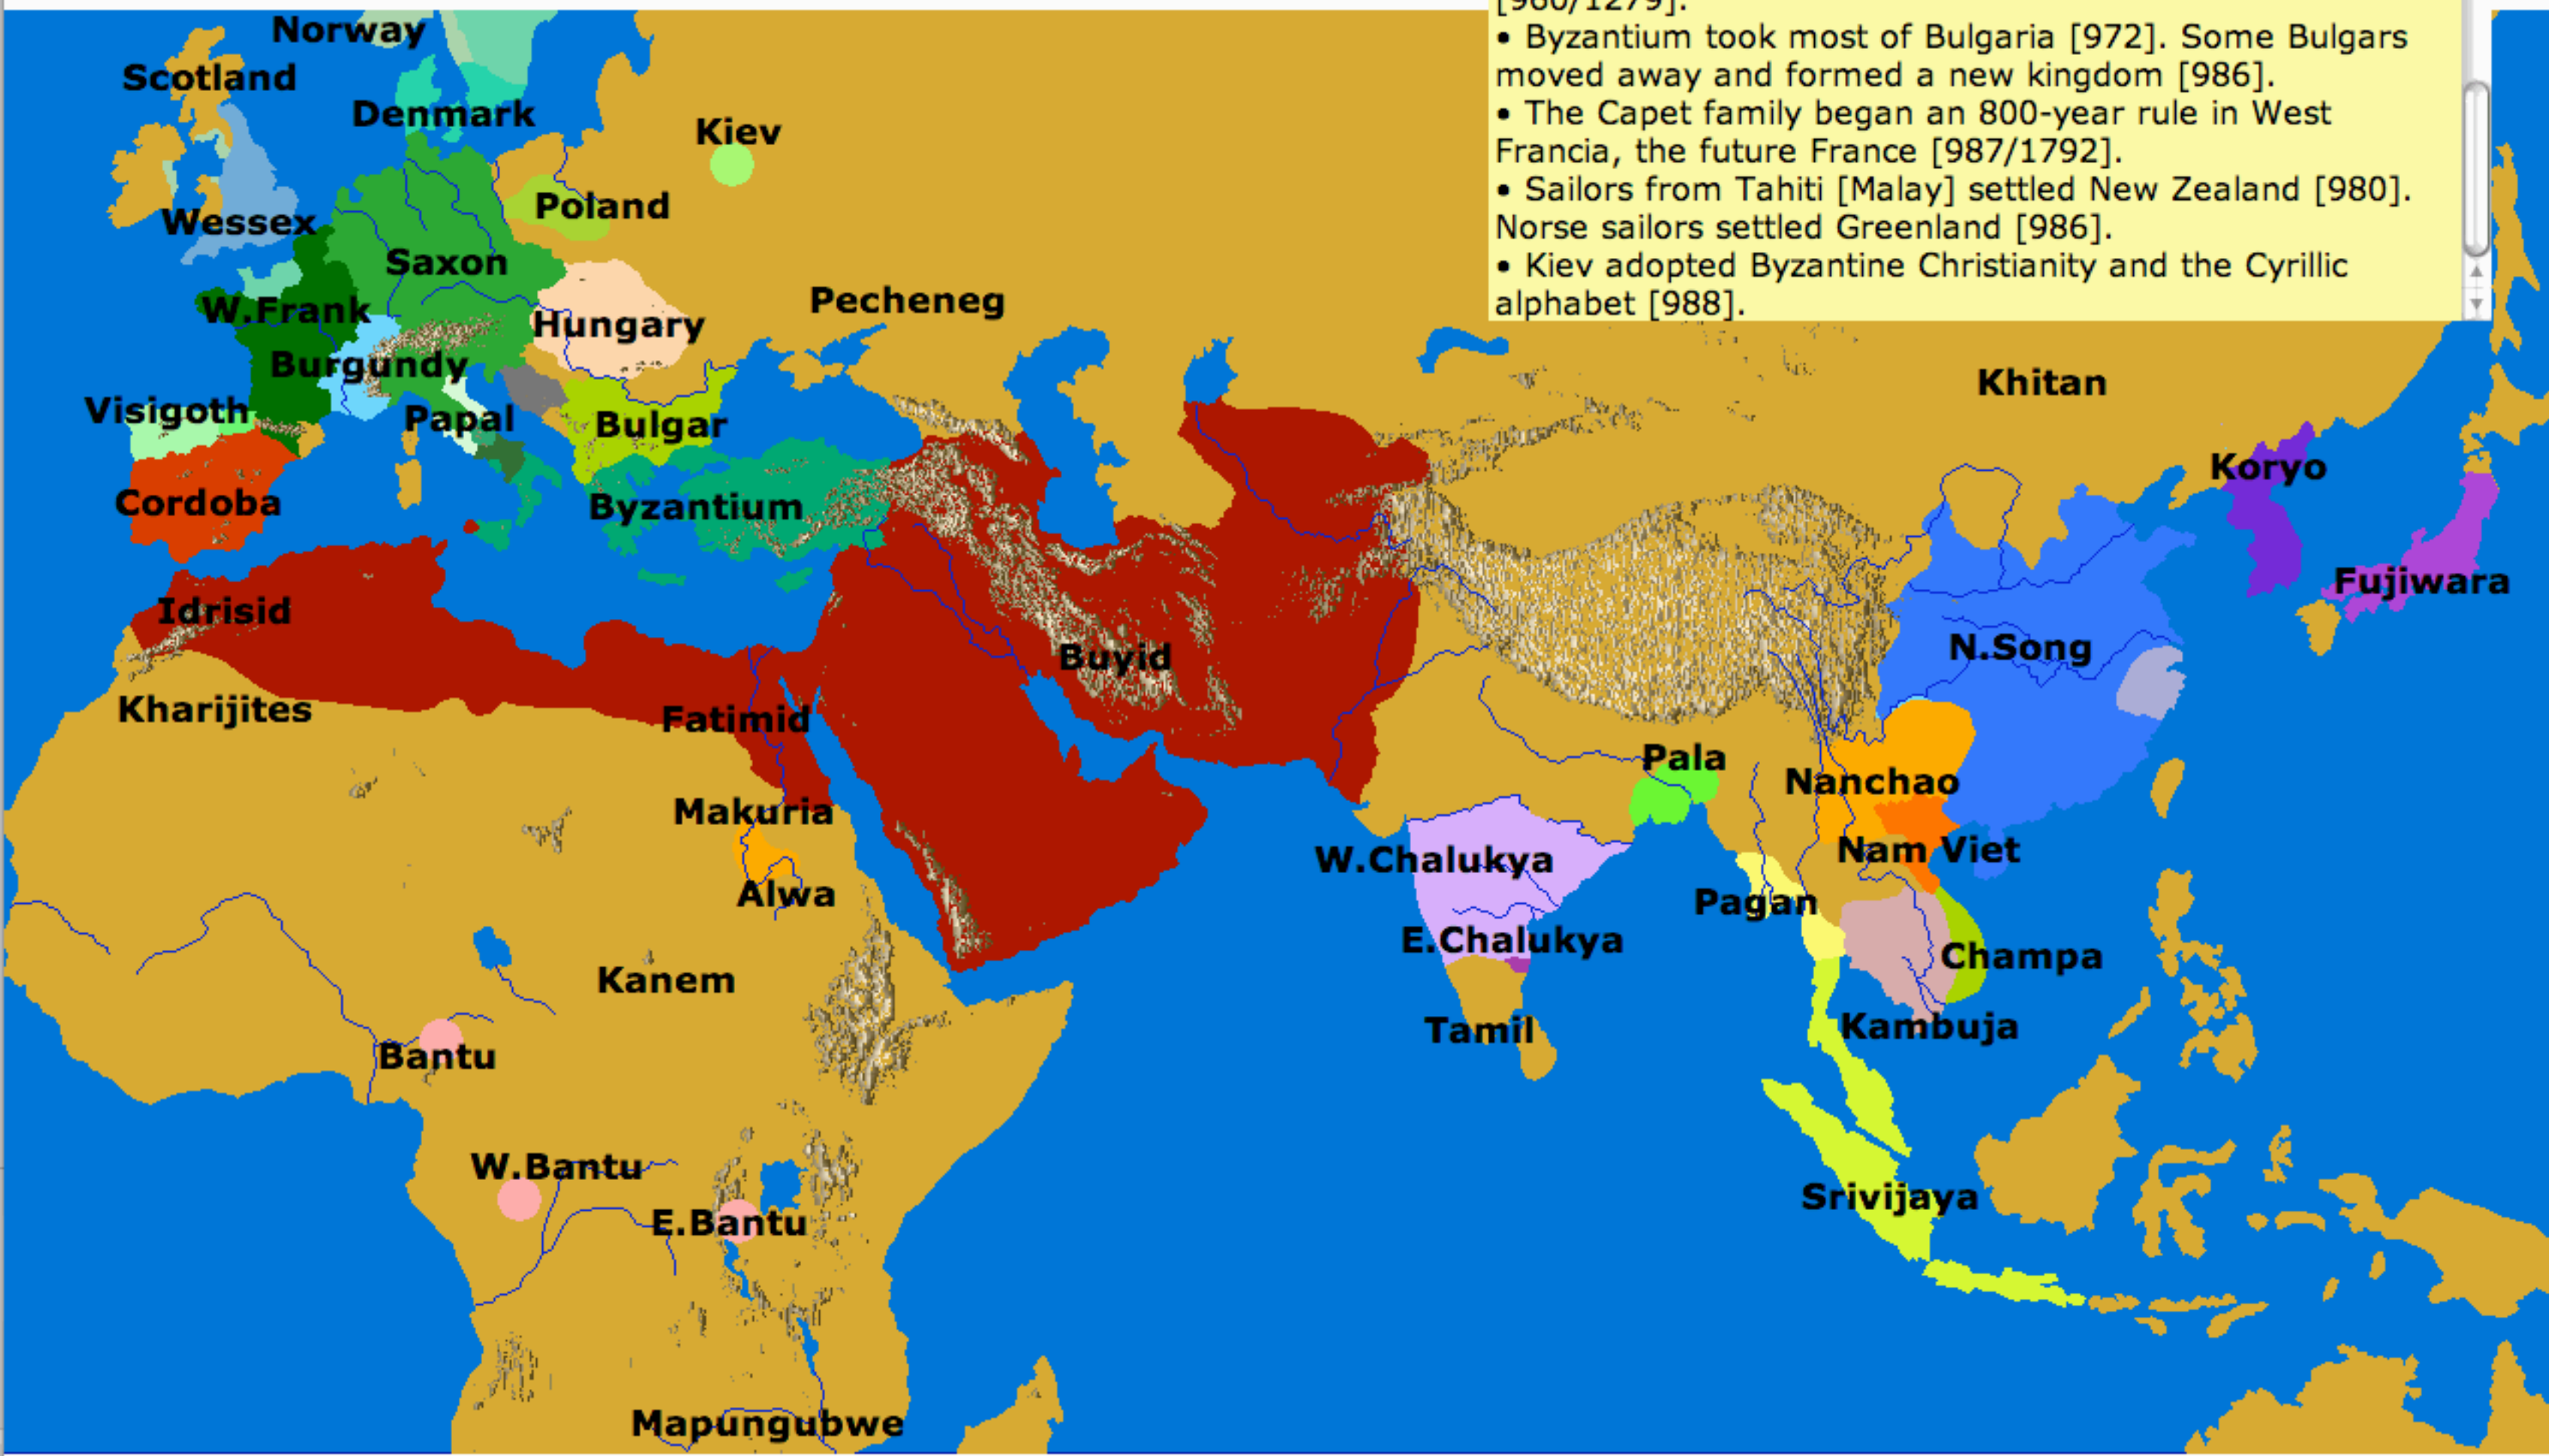 [960/1279].
• Byzantium took most of Bulgaria [972]. Some Bulgars
moved away and formed a new kingdom [986].
• The Capet family began an 800-year rule in West
Francia, the future France [987/1792].
• Sailors from Tahiti [Malay] settled New Zealand [980].
Norse sailors settled Greenland [986].
• Kiev adopted Byzantine Christianity and the Cyrillic
alphabet [988].
Norway
Scotland
Denmark
Kiev
Poland
Wessex
Saxon
Pecheneg
W.Frank
Hungary
Burgundy
Khitan
Visigoth
Papal
Bulgar
Koryo
Cordoba
Byzantium
Fujiwara
Idrisid
N.Song
Buyid
Kharijites
Fatimid
Pala
Nanchao
Makuria
Nam Viet
W.Chalukya
Alwa
Pagan
E.Chalukya
Champa
Kanem
Kambuja
Tamil
Bantu
W.Bantu
Srivijaya
E.Bantu
Mapungubwe